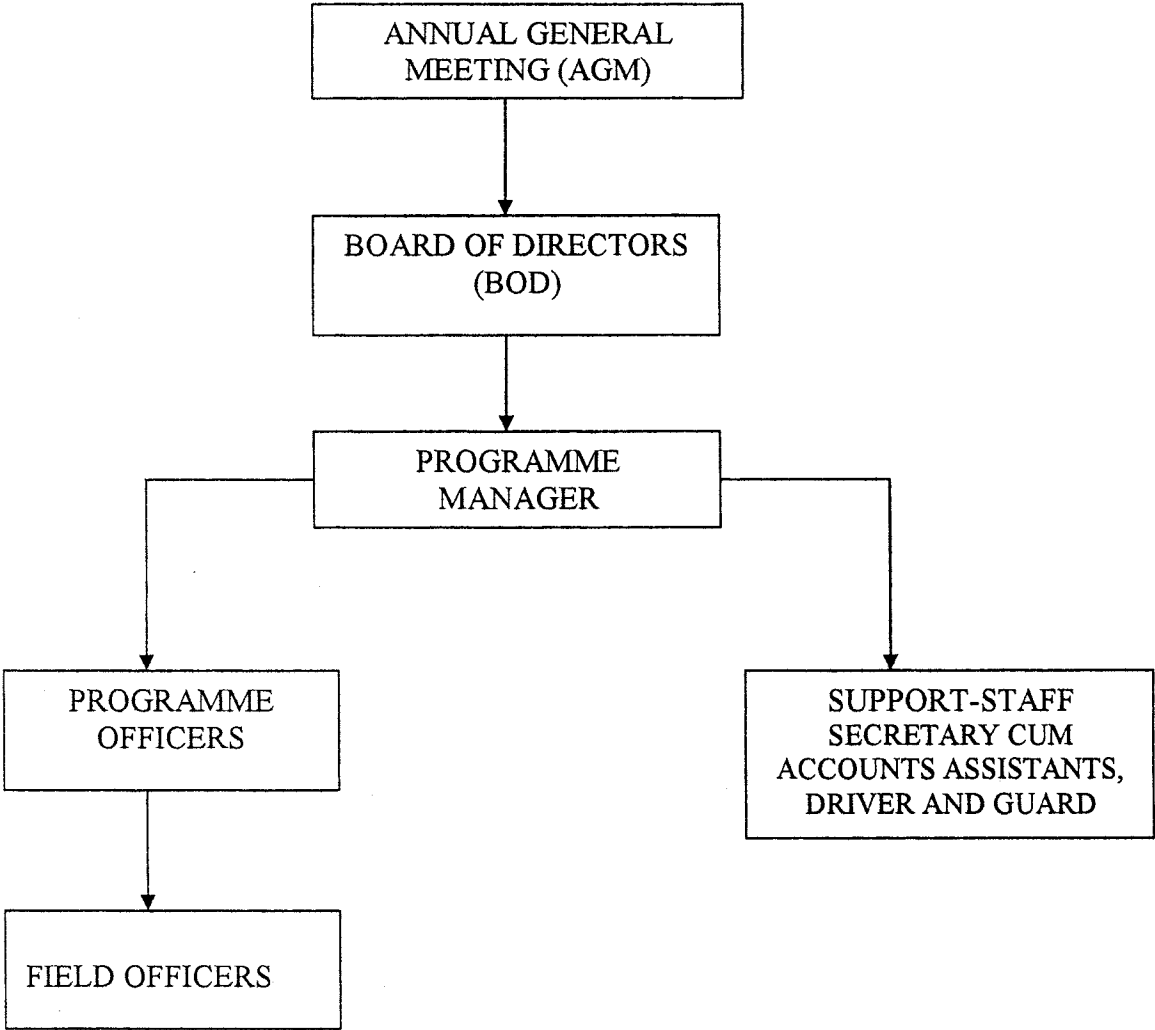 ANNUAL GENERAL
MEETING (AGM)
BOARD OF DIRECTORS
(BOD)
PROGRAMME
MANAGER
PROGRAMME
OFFICERS
SUPPORT-STAFF
SECRETARY CUM
ACCOUNTS ASSISTANTS,
DRIVER AND GUARD
FIELD OFFICERS